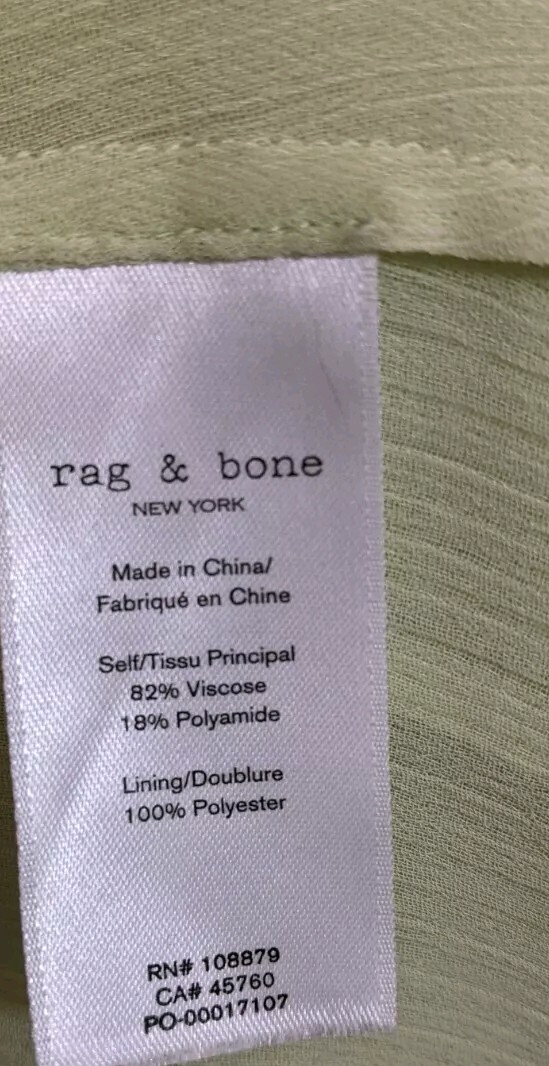 rag & bone
NEW YORK
Made in China/
Fabriqué en Chine
Self/Tissu Principal
82% Viscose
18% Polyamide
Lining/Doublure
100% Polyester
RN# 108879
CA# 45760
PO-00017107